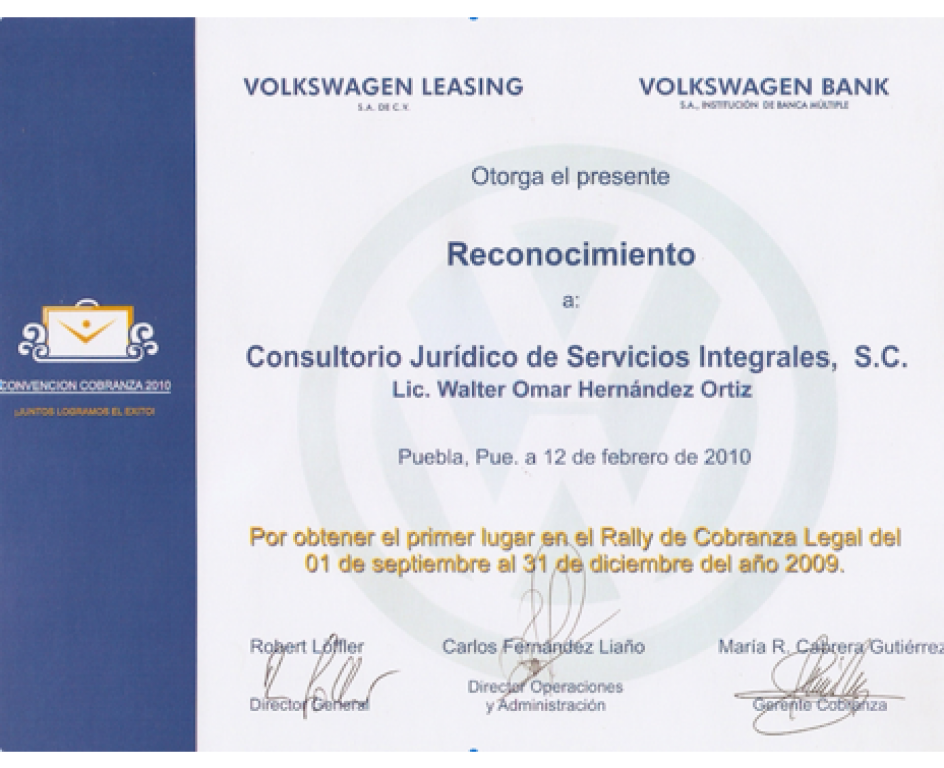 VOLKSWAGEN LEASING
S.A. DE C.V.
VOLKSWAGEN BANK
S.A., INSTITUCIÓN DE BANCA MÚLTIPLE
Otorga el presente
Reconocimiento
a:
Consultorio Jurídico de Servicios Integrales, S.C.
Lic. Walter Omar Hernández Ortiz
Puebla, Pue. a 12 de febrero de 2010
CONVENCION COBRANZA 2010
¡JUNTOS LOGRAMOS EL EXITO!
Por obtener el primer lugar en el Rally de Cobranza Legal del
01 de septiembre al 31 de diciembre del año 2009.
Robert Löffler
Director General
Carlos Fernández Liaño
Director Operaciones
y Administración
María R. Cabrera Gutiérrez
Gerente Cobranza